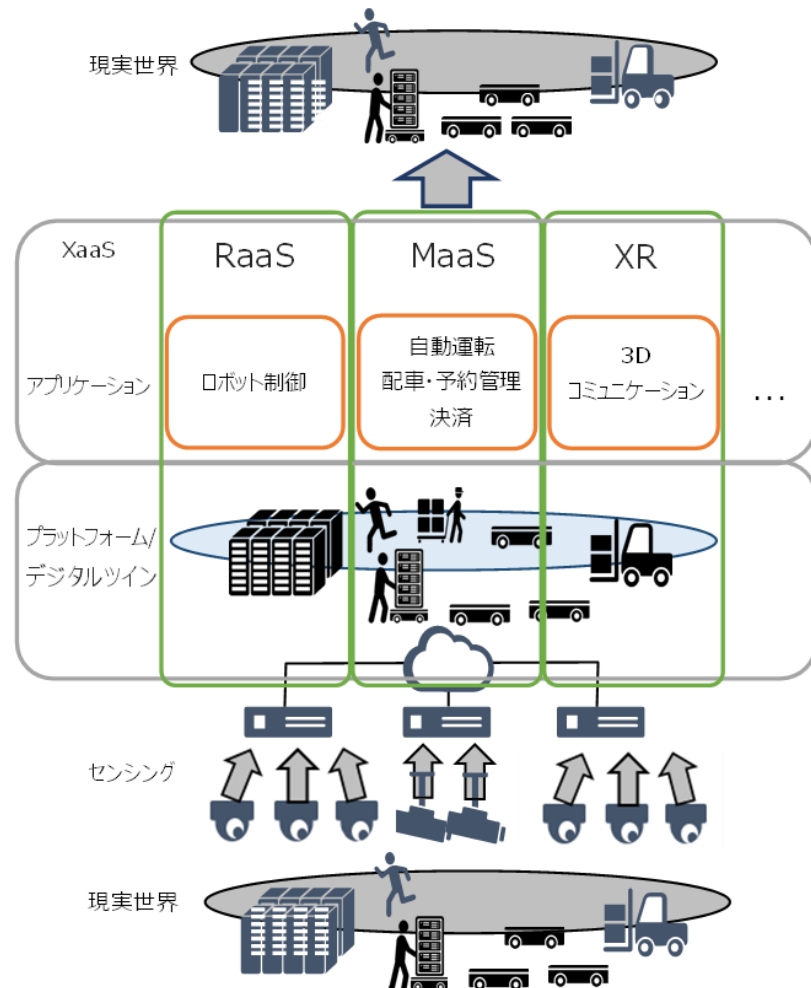 現実世界
XaaS
RaaS
MaaS
XR
アプリケーション
ロボット制御
自動運転
配車・予約管理
決済
3D
コミュニケーション
...
プラットフォーム/
デジタルツイン
センシング
現実世界